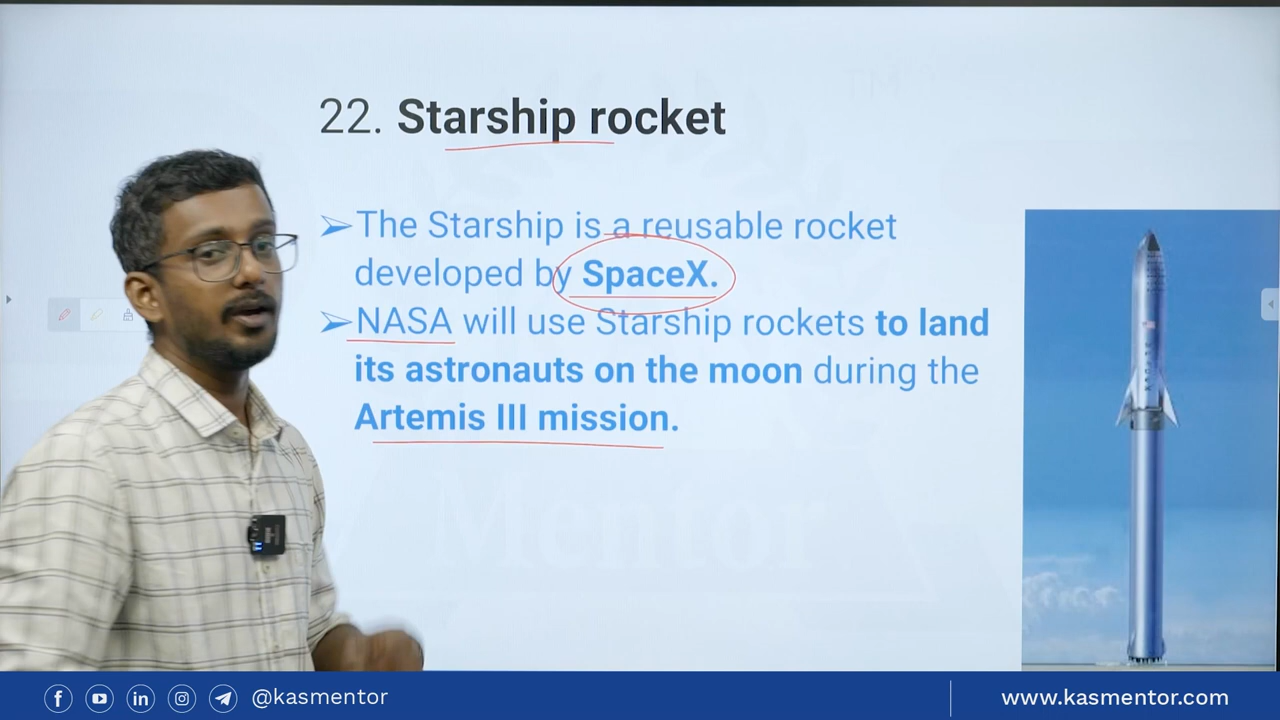 22. Starship rocket
➢The Starship is a reusable rocket
developed by SpaceX.
➢NASA will use Starship rockets to land
its astronauts on the moon during the
Artemis III mission.
Mentor
@kasmentor
www.kasmentor.com